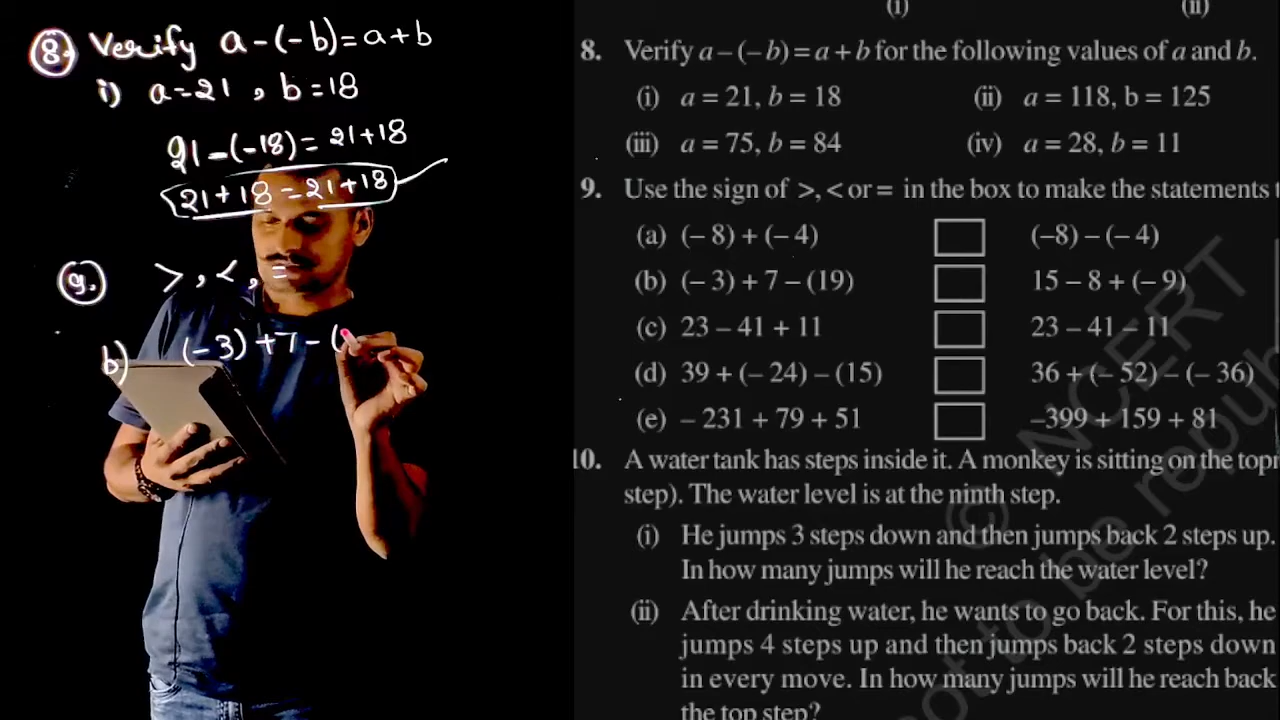 8. Verify a – (–b) = a + b
i) a = 21 , b = 18
21 – (–18) = 21 + 18
21 + 18 = 21 + 18
9. > , < , =
b) (– 3) + 7 – (
(i) (ii)
8. Verify a – (– b) = a + b for the following values of a and b.
(i) a = 21, b = 18 (ii) a = 118, b = 125
(iii) a = 75, b = 84 (iv) a = 28, b = 11
9. Use the sign of >, < or = in the box to make the statements
(a) (– 8) + (– 4) (–8) – (– 4)
(b) (– 3) + 7 – (19) 15 – 8 + (– 9)
(c) 23 – 41 + 11 23 – 41 – 11
(d) 39 + (– 24) – (15) 36 + (– 52) – (– 36)
(e) – 231 + 79 + 51 –399 + 159 + 81
10. A water tank has steps inside it. A monkey is sitting on the
step). The water level is at the ninth step.
(i) He jumps 3 steps down and then jumps back 2 steps up.
In how many jumps will he reach the water level?
(ii) After drinking water, he wants to go back. For this, he
jumps 4 steps up and then jumps back 2 steps down
in every move. In how many jumps will he reach back
the top step?
© NCERT
not to be republ